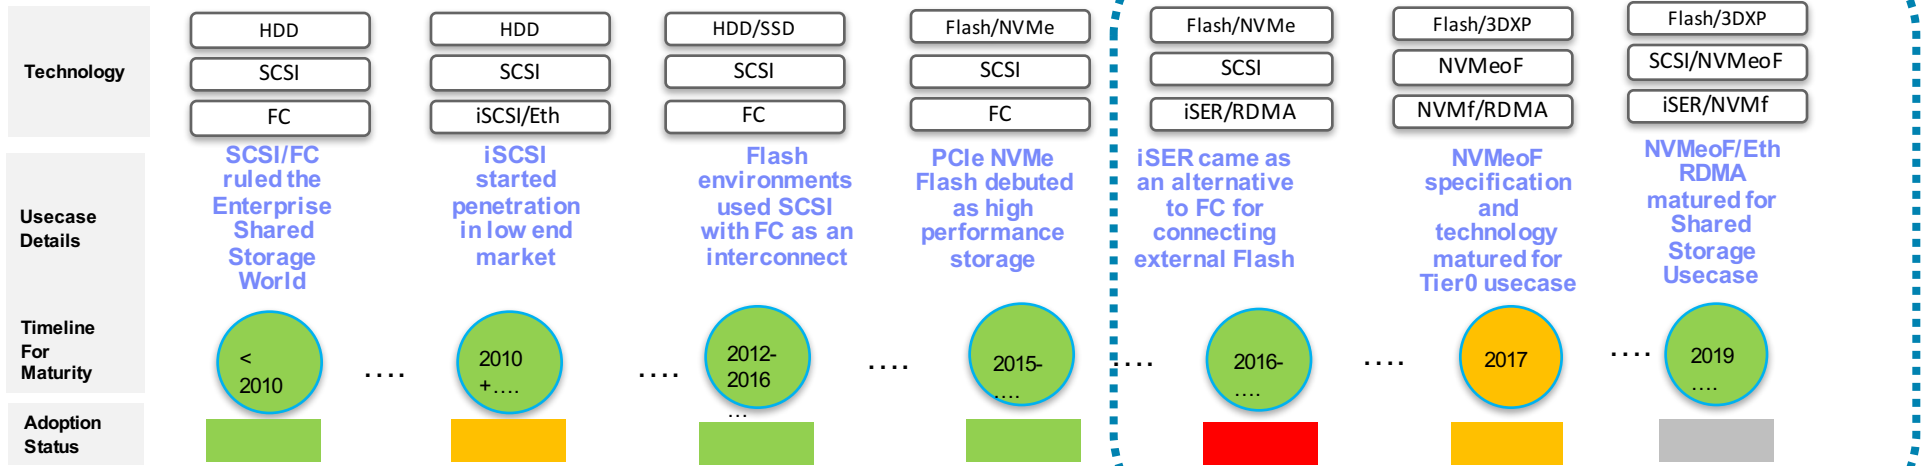 Technology
HDD
SCSI
FC
HDD
SCSI
iSCSI/Eth
HDD/SSD
SCSI
FC
Flash/NVMe
SCSI
FC
Flash/NVMe
SCSI
iSER/RDMA
Flash/3DXP
NVMeoF
NVMf/RDMA
Flash/3DXP
SCSI/NVMeoF
iSER/NVMf
Usecase
Details
SCSI/FC
ruled the
Enterprise
Shared
Storage
World
iSCSI
started
penetration
in low end
market
Flash
environments
used SCSI
with FC as an
interconnect
PCIe NVMe
Flash debuted
as high
performance
storage
iSER came as
an alternative
to FC for
connecting
external Flash
NVMeoF
specification
and
technology
matured for
Tier0 usecase
NVMeoF/Eth
RDMA
matured for
Shared
Storage
Usecase
Timeline
For
Maturity
<
2010
....
2010
+....
....
2012-
2016
...
....
2015-
....
....
2016-
....
....
2017
....
2019
....
Adoption
Status